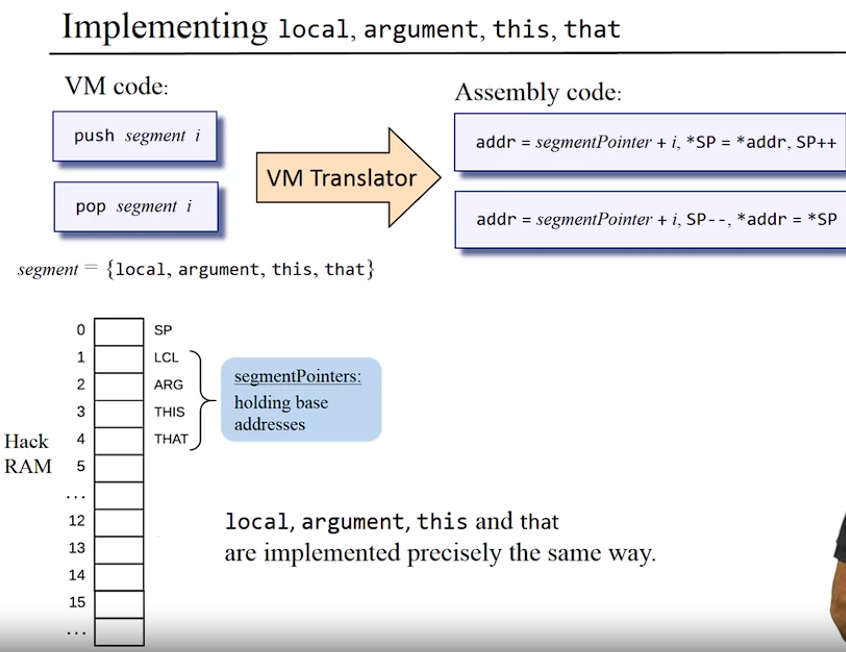 Implementing local, argument, this, that
VM code:
Assembly code:
push segment i
addr = segmentPointer + i, *SP = *addr, SP++
VM Translator
pop segment i
addr = segmentPointer + i, SP--, *addr = *SP
segment = {local, argument, this, that}
0 SP
1 LCL
2 ARG
3 THIS
4 THAT
5
...
12
13
14
15
...
Hack
RAM
segmentPointers:
holding base
addresses
local, argument, this and that
are implemented precisely the same way.